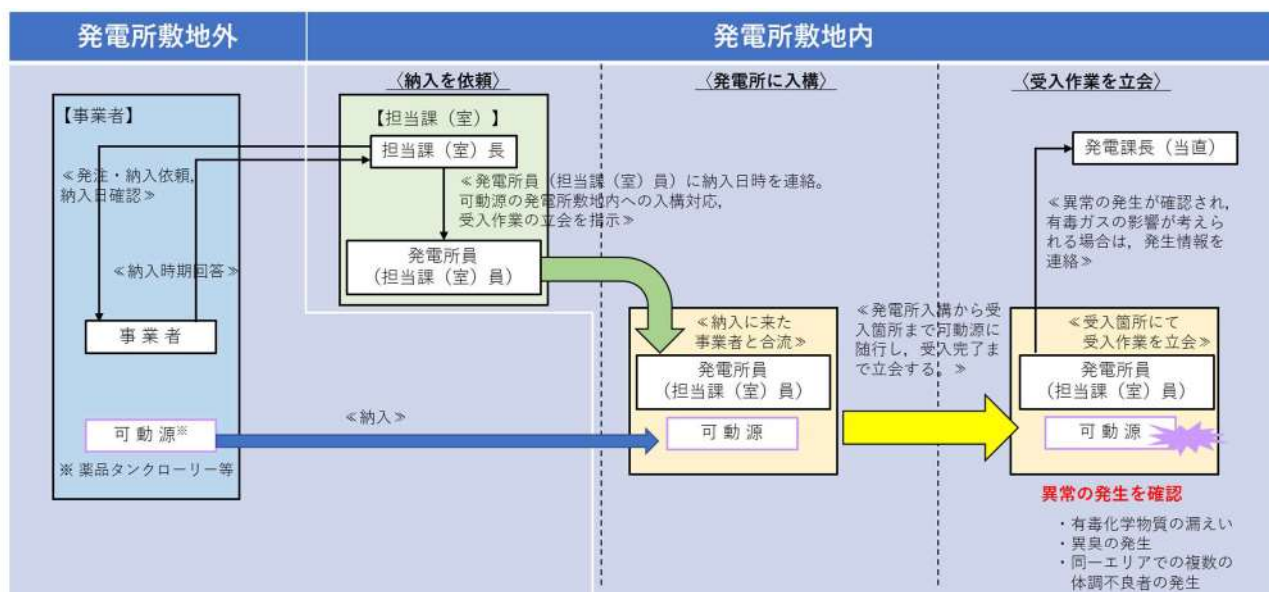 発電所敷地外
発電所敷地内
【事業者】
≪発注・納入依頼,
納入日確認≫
≪納入時期回答≫
事 業 者
可 動 源※
※ 薬品タンクローリー等
〈納入を依頼〉
【担当課（室）】
担当課（室）長
≪発電所員（担当課（室）員）に納入日時を連絡。
可動源の発電所敷地内への入構対応,
受入作業の立会を指示≫
発電所員
(担当課（室）員)
≪納入≫
〈発電所に入構〉
≪納入に来た
事業者と合流≫
発電所員
(担当課（室）員)
可 動 源
≪発電所入構から受
入箇所まで可動源に
随行し，受入完了ま
で立会する。≫
〈受入作業を立会〉
発電課長（当直）
≪異常の発生が確認され,
有毒ガスの影響が考えら
れる場合は，発生情報を
連絡≫
≪受入箇所にて
受入作業を立会≫
発電所員
(担当課（室）員)
可 動 源
異常の発生を確認
・有毒化学物質の漏えい
・異臭の発生
・同一エリアでの複数の
体調不良者の発生